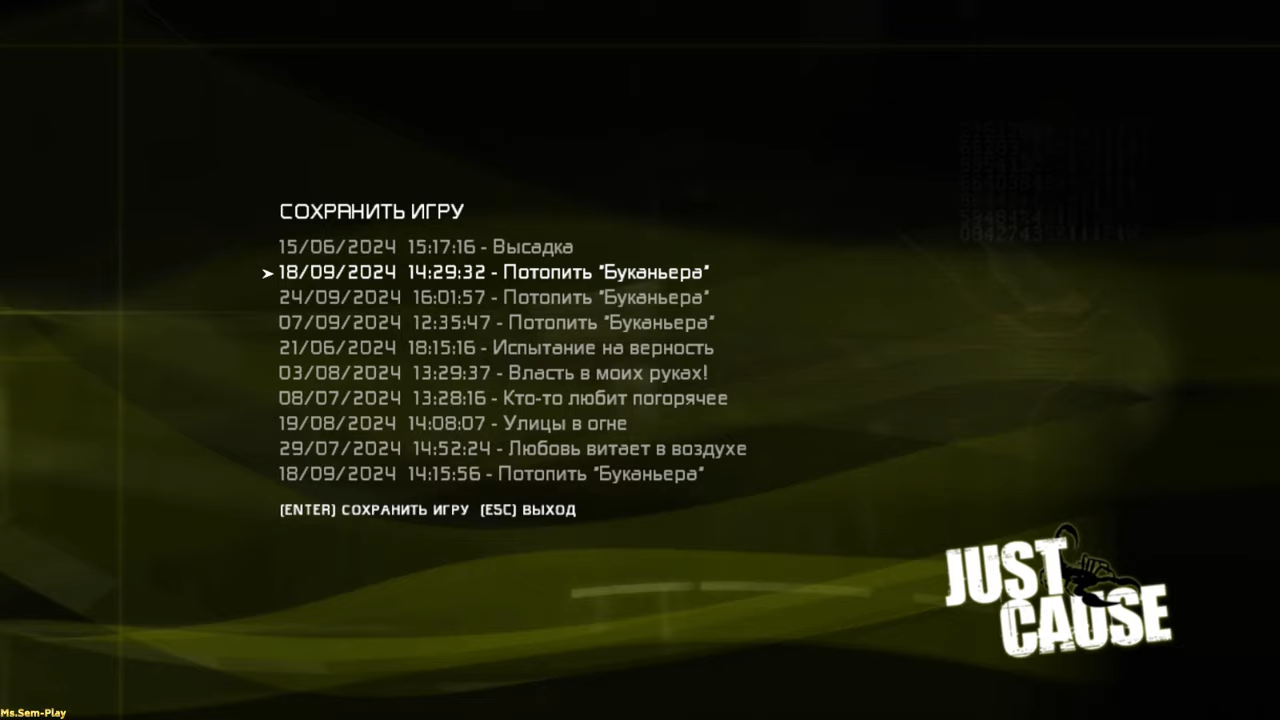 СОХРАНИТЬ ИГРУ
15/06/2024 15:17:16 - Высадка
➤ 18/09/2024 14:29:32 - Потопить "Буканьера"
24/09/2024 16:01:57 - Потопить "Буканьера"
07/09/2024 12:35:47 - Потопить "Буканьера"
21/06/2024 18:15:16 - Испытание на верность
03/08/2024 13:29:37 - Власть в моих руках!
08/07/2024 13:28:16 - Кто-то любит погорячее
19/08/2024 14:08:07 - Улицы в огне
29/07/2024 14:52:24 - Любовь витает в воздухе
18/09/2024 14:15:56 - Потопить "Буканьера"
[ENTER] СОХРАНИТЬ ИГРУ [ESC] ВЫХОД
JUST
CAUSE
Ms.Sem-Play